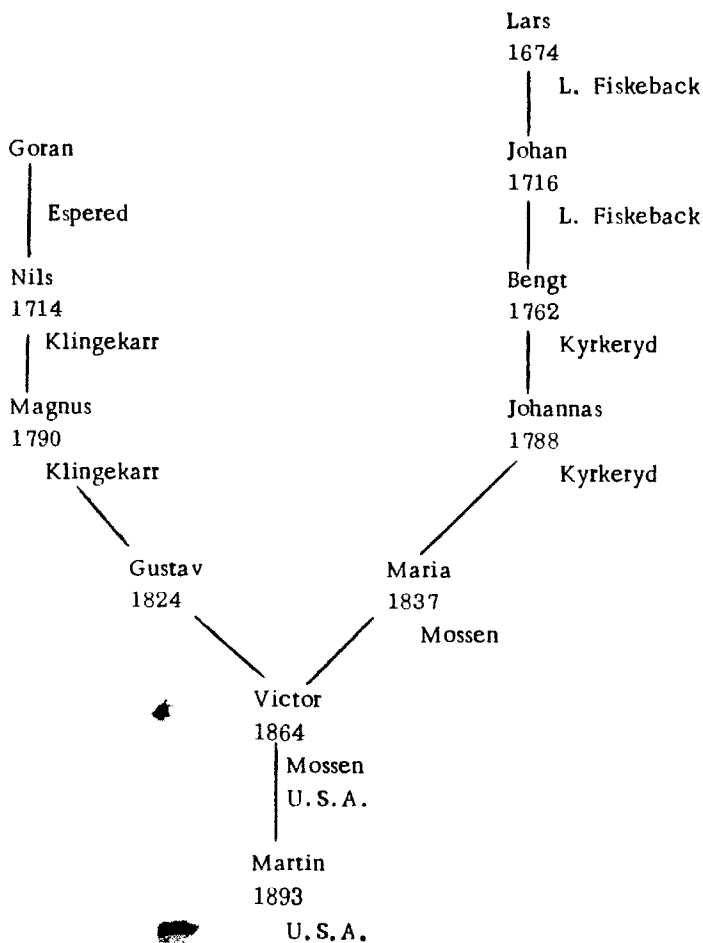 Lars
1674
L. Fiskeback
Goran
Johan
1716
Espered
L. Fiskeback
Nils
1714
Bengt
1762
Klingekarr
Kyrkeryd
Magnus
1790
Johannas
1788
Klingekarr
Kyrkeryd
Gustav
1824
Maria
1837
Mossen
Victor
1864
Mossen
U.S.A.
Martin
1893
U.S.A.